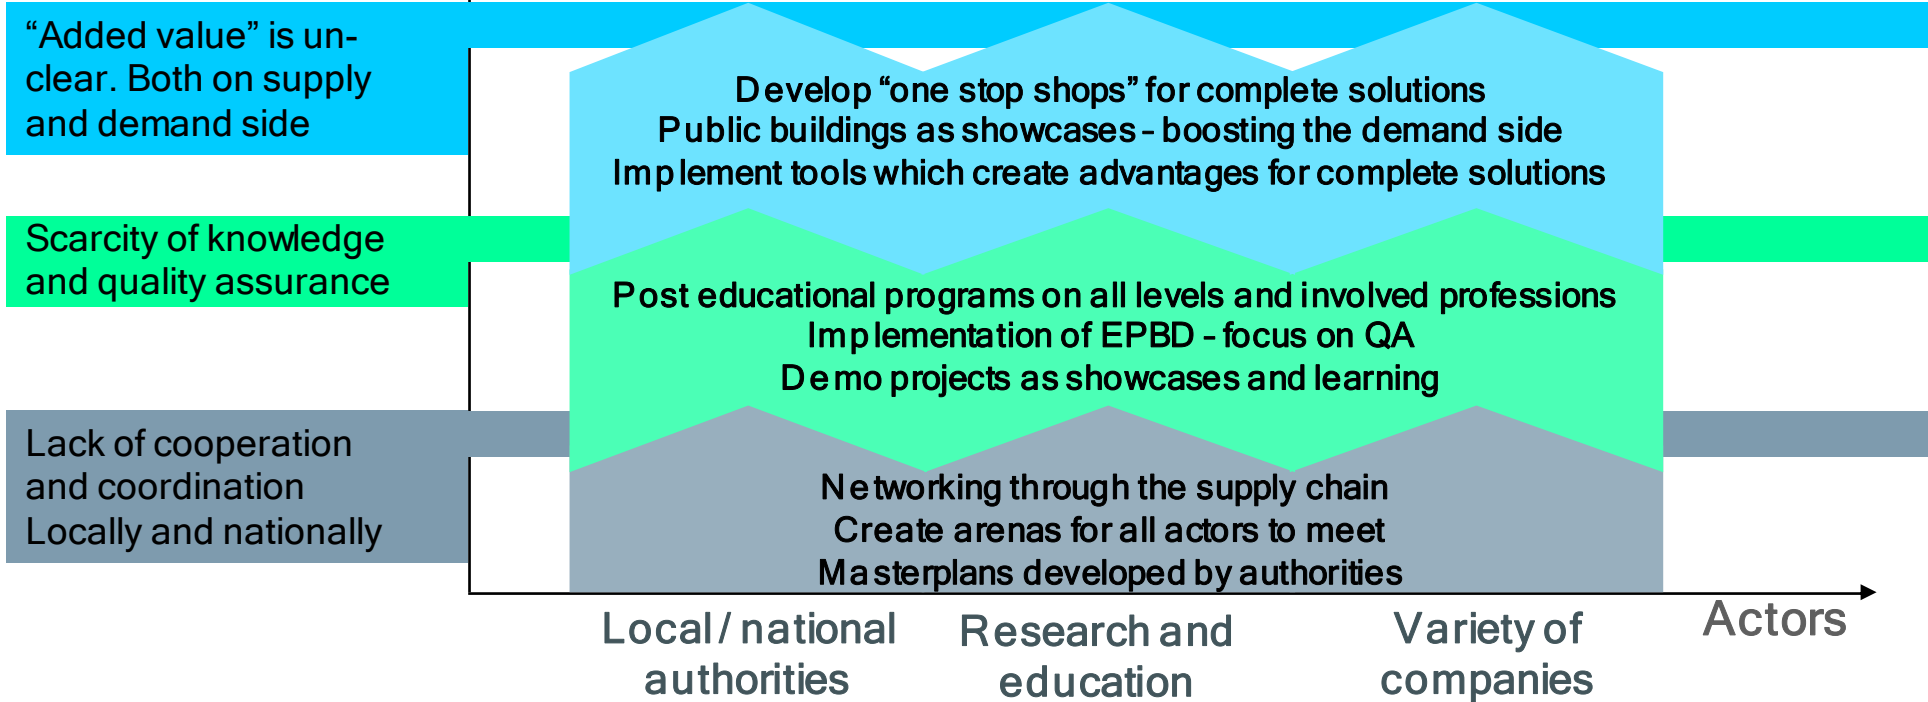 “Added value” is un-
clear. Both on supply
and demand side
Develop “one stop shops” for complete solutions
Public buildings as showcases – boosting the demand side
Implement tools which create advantages for complete solutions
Scarcity of knowledge
and quality assurance
Post educational programs on all levels and involved professions
Implementation of EPBD – focus on QA
Demo projects as showcases and learning
Lack of cooperation
and coordination
Locally and nationally
Networking through the supply chain
Create arenas for all actors to meet
Masterplans developed by authorities
Local / national
authorities
Research and
education
Variety of
companies
Actors